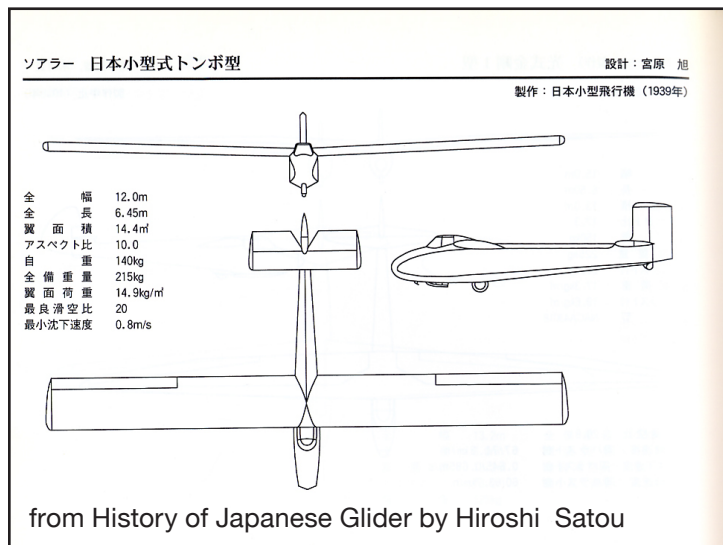 ソアラー 日本小型式トンボ型 設計：宮原 旭
製作：日本小型飛行機（1939年）
全幅 12.0m
全長 6.45m
翼面積 14.4㎡
アスペクト比 10.0
自重 140kg
全備重量 215kg
翼面荷重 14.9kg/㎡
最良滑空比 20
最小沈下速度 0.8m/s
from History of Japanese Glider by Hiroshi Satou